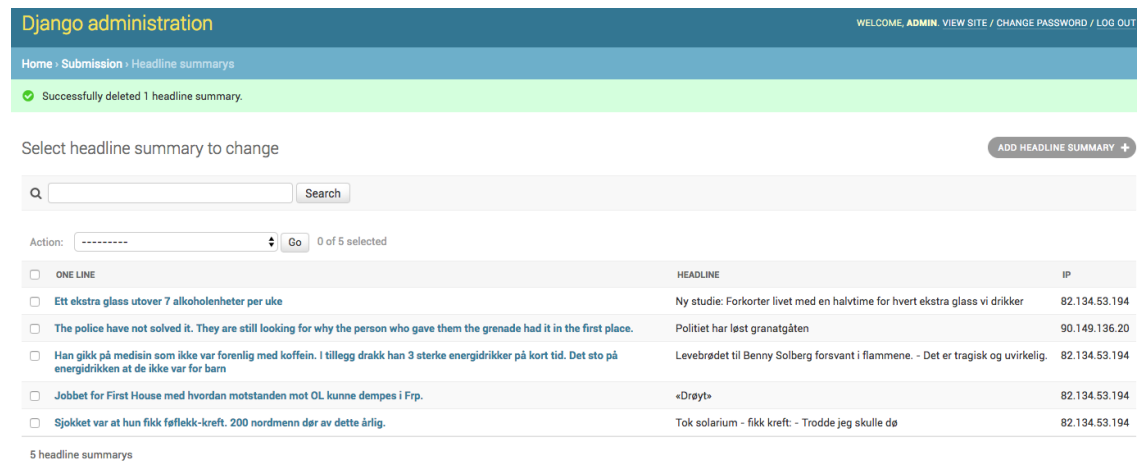 Django administration
WELCOME, ADMIN. VIEW SITE / CHANGE PASSWORD / LOG OUT
Home › Submission › Headline summarys
Successfully deleted 1 headline summary.
Select headline summary to change
ADD HEADLINE SUMMARY +
Search
Action: --------- Go 0 of 5 selected
ONE LINE HEADLINE IP
Ett ekstra glass utover 7 alkoholenheter per uke Ny studie: Forkorter livet med en halvtime for hvert ekstra glass vi drikker 82.134.53.194
The police have not solved it. They are still looking for why the person who gave them the grenade had it in the first place. Politiet har løst granatgåten 90.149.136.20
Han gikk på medisin som ikke var forenlig med koffein. I tillegg drakk han 3 sterke energidrikker på kort tid. Det sto på Levebrødet til Benny Solberg forsvant i flammene. - Det er tragisk og uvirkelig. 82.134.53.194
energidrikken at de ikke var for barn
Jobbet for First House med hvordan motstanden mot OL kunne dempes i Frp. «Drøyt» 82.134.53.194
Sjokket var at hun fikk føflekk-kreft. 200 nordmenn dør av dette årlig. Tok solarium - fikk kreft: - Trodde jeg skulle dø 82.134.53.194
5 headline summarys